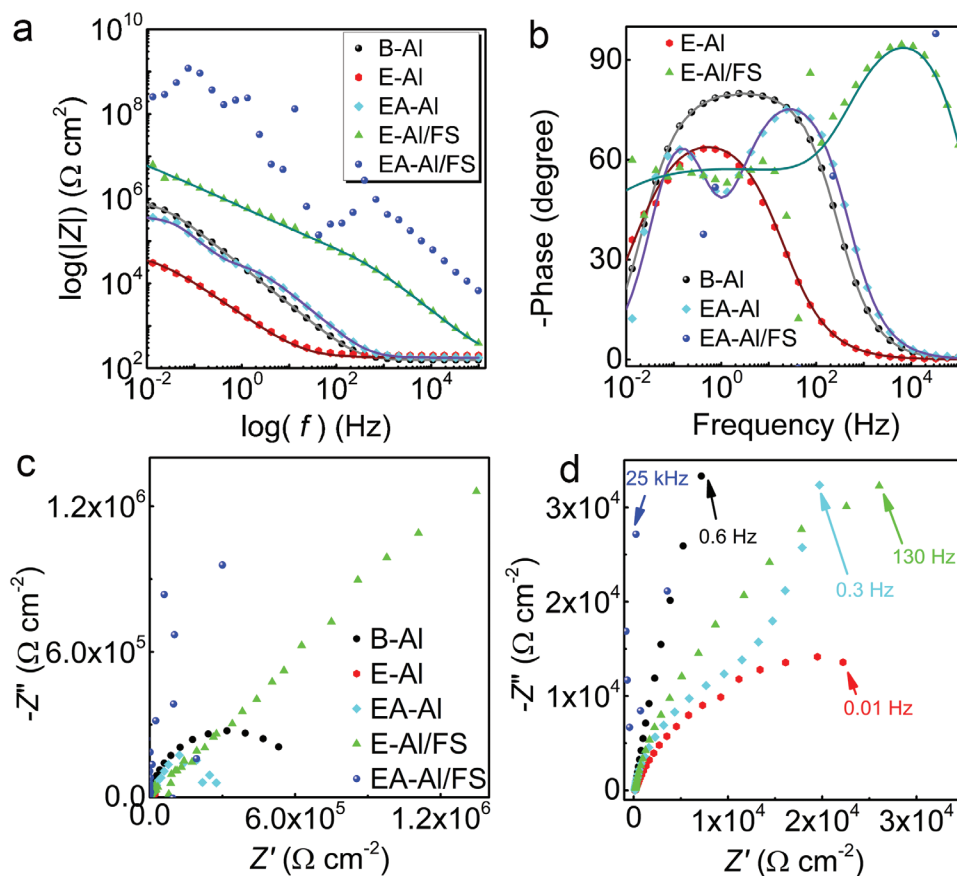 a
10^10
10^8
10^6
10^4
10^2
log(|Z|) (Ω cm²)
B-Al
E-Al
EA-Al
E-Al/FS
EA-Al/FS
10^-2 10^0 10^2 10^4
log( f ) (Hz)
b
90
60
30
0
-Phase (degree)
E-Al
E-Al/FS
B-Al
EA-Al
EA-Al/FS
10^-2 10^0 10^2 10^4
Frequency (Hz)
c
1.2x10^6
6.0x10^5
0.0
-Z" (Ω cm^-2)
B-Al
E-Al
EA-Al
E-Al/FS
EA-Al/FS
0.0 6.0x10^5 1.2x10^6
Z' (Ω cm^-2)
d
3x10^4
2x10^4
1x10^4
0
-Z" (Ω cm^-2)
25 kHz
0.6 Hz
0.3 Hz
130 Hz
0.01 Hz
0 1x10^4 2x10^4 3x10^4
Z' (Ω cm^-2)